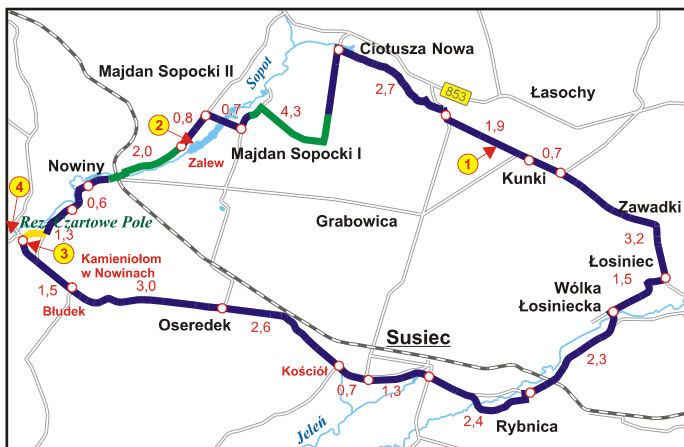 Ciotusza Nowa
Majdan Sopocki II
Sopot
853
Łasochy
2,7
4,3
0,7
0,8
2
1,9
2,0
Zalew
Majdan Sopocki I
1
0,7
Kunki
Nowiny
4
0,6
Grabowica
Zawadki
Rez. Czartowe Pole
1,3
3,2
3
Kamieniołom
w Nowinach
Łosiniec
1,5
Wólka
Łosiniecka
1,5
3,0
Błudek
Oseredek
2,6
Susiec
2,3
Kościół
0,7
1,3
2,4
Rybnica
Jeleń